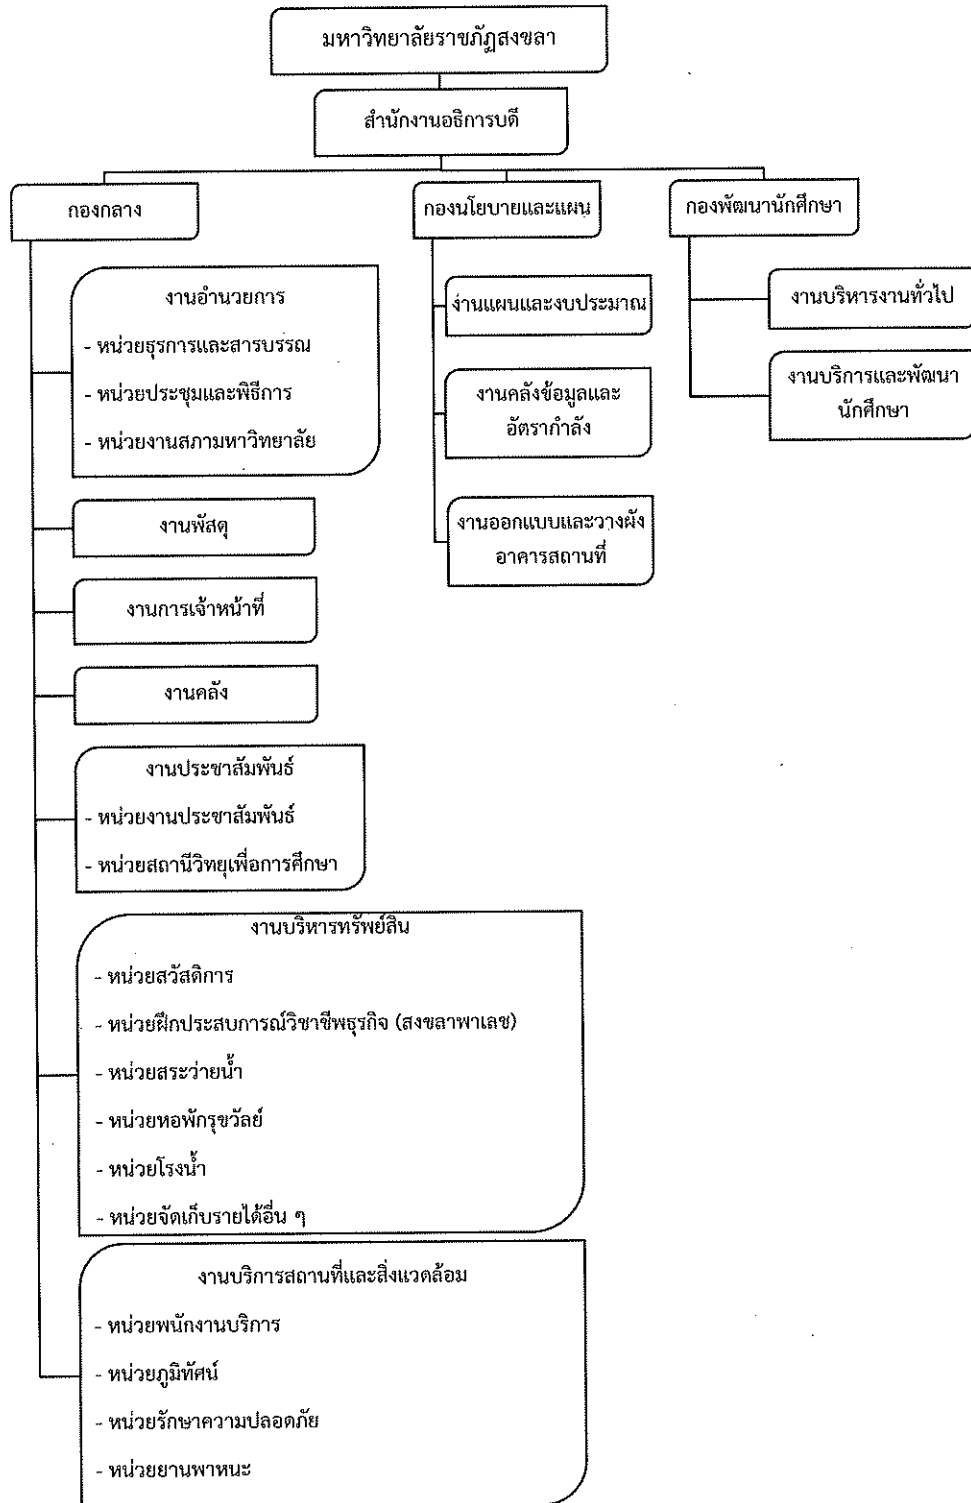 มหาวิทยาลัยราชภัฏสงขลา
สำนักงานอธิการบดี
กองกลาง
งานอำนวยการ
- หน่วยธุรการและสารบรรณ
- หน่วยประชุมและพิธีการ
- หน่วยงานสภามหาวิทยาลัย
งานพัสดุ
งานการเจ้าหน้าที่
งานคลัง
งานประชาสัมพันธ์
- หน่วยงานประชาสัมพันธ์
- หน่วยสถานีวิทยุเพื่อการศึกษา
งานบริหารทรัพย์สิน
- หน่วยสวัสดิการ
- หน่วยฝึกประสบการณ์วิชาชีพธุรกิจ (สงขลาพาเลซ)
- หน่วยสระว่ายน้ำ
- หน่วยหอพักรุขวัลย์
- หน่วยโรงน้ำ
- หน่วยจัดเก็บรายได้อื่น ๆ
งานบริการสถานที่และสิ่งแวดล้อม
- หน่วยพนักงานบริการ
- หน่วยภูมิทัศน์
- หน่วยรักษาความปลอดภัย
- หน่วยยานพาหนะ
กองนโยบายและแผน
งานแผนและงบประมาณ
งานคลังข้อมูลและ
อัตรากำลัง
งานออกแบบและวางผัง
อาคารสถานที่
กองพัฒนานักศึกษา
งานบริหารงานทั่วไป
งานบริการและพัฒนา
นักศึกษา